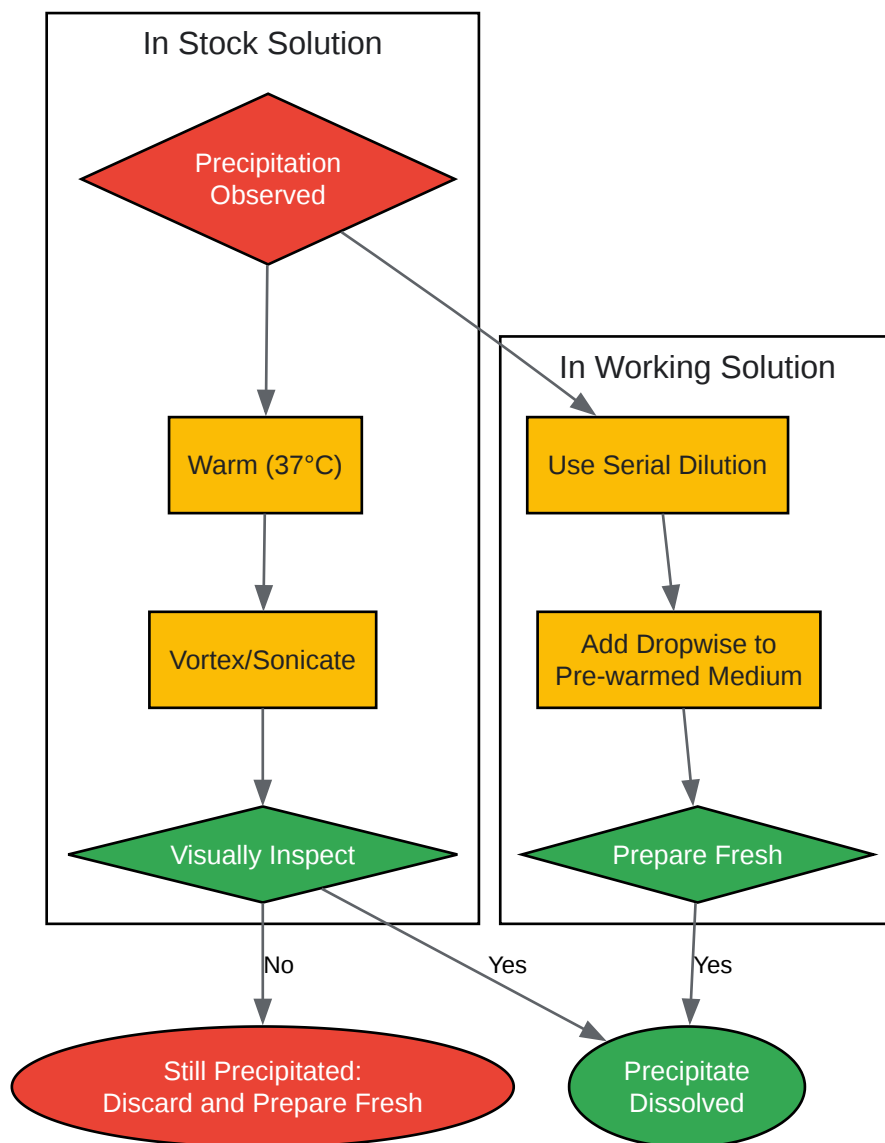 In Stock Solution
Precipitation
Observed
In Working Solution
Warm (37°C)
Use Serial Dilution
Vortex/Sonicate
Add Dropwise to
Pre-warmed Medium
Visually Inspect
Prepare Fresh
No
Yes
Yes
Still Precipitated:
Discard and Prepare Fresh
Precipitate
Dissolved